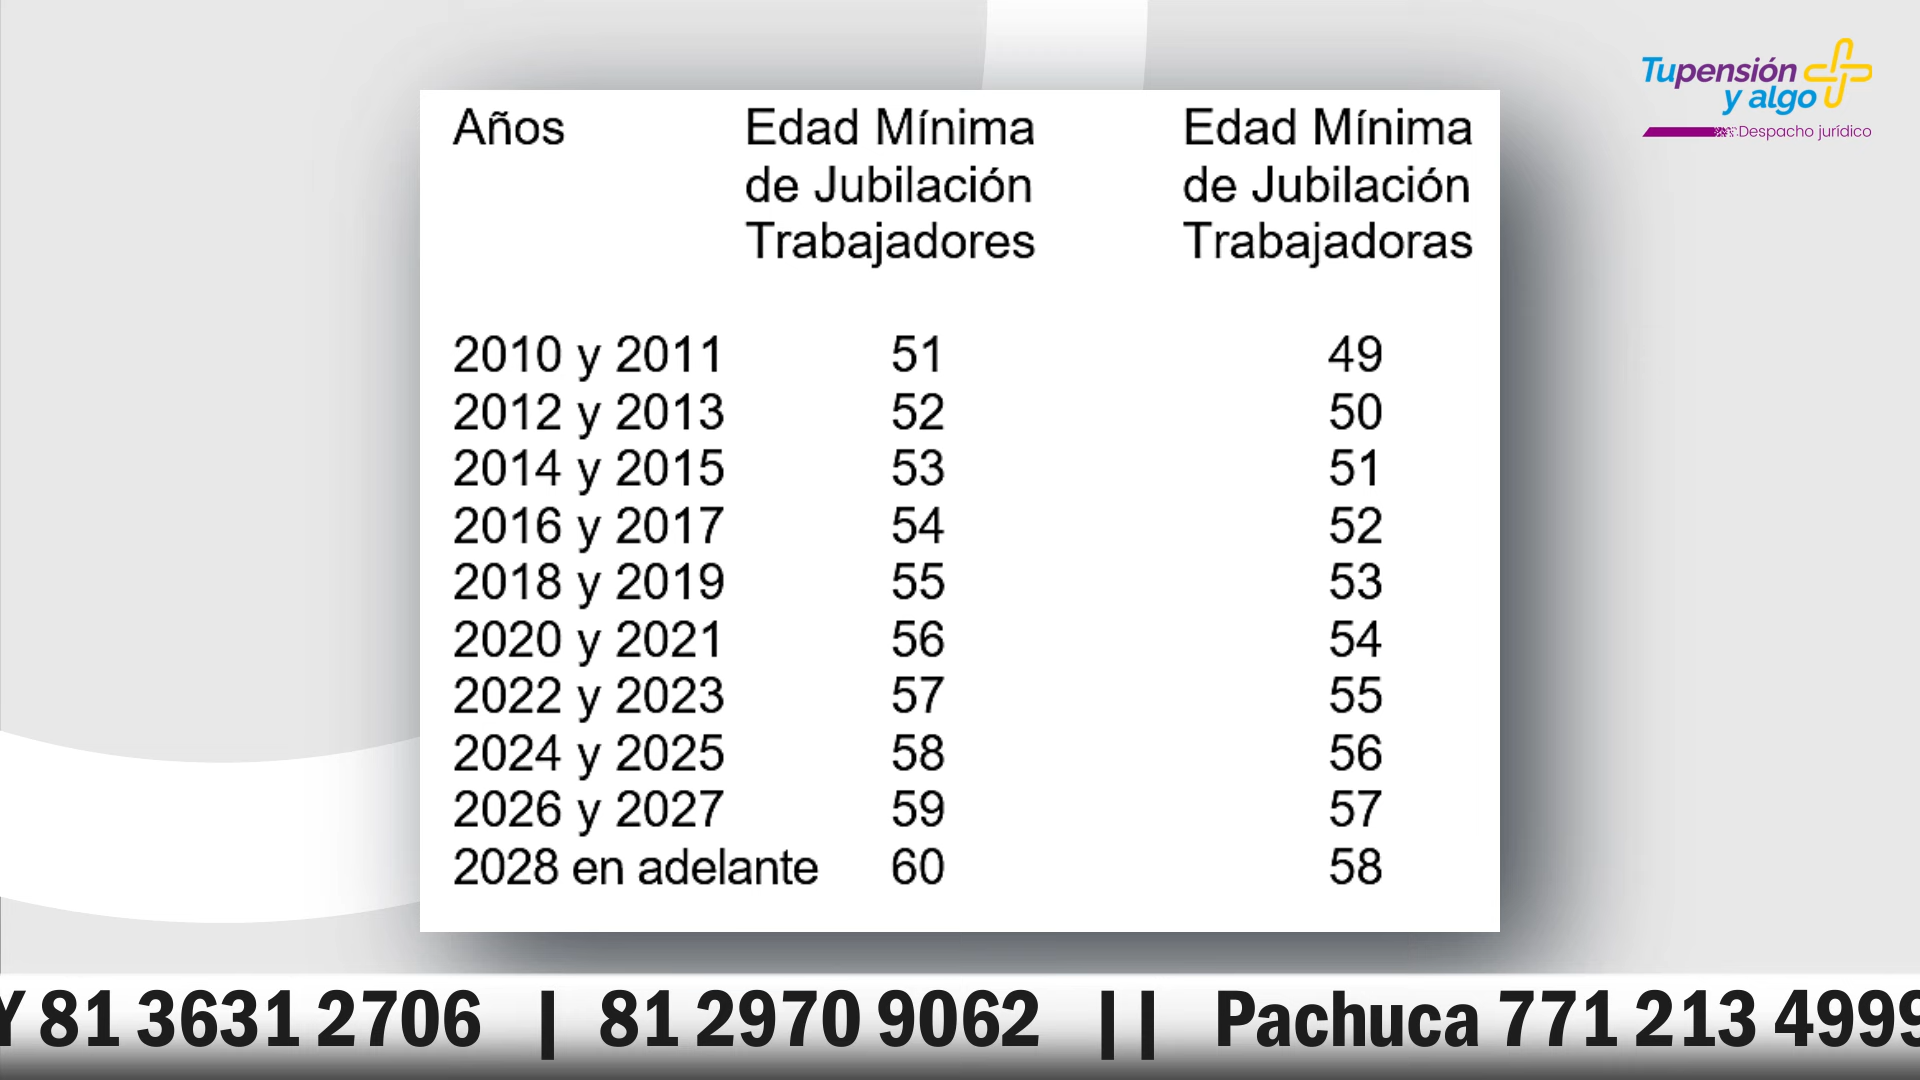 Tupensión
y algo
Despacho jurídico
Años Edad Mínima de Jubilación Trabajadores Edad Mínima de Jubilación Trabajadoras
2010 y 2011 51 49
2012 y 2013 52 50
2014 y 2015 53 51
2016 y 2017 54 52
2018 y 2019 55 53
2020 y 2021 56 54
2022 y 2023 57 55
2024 y 2025 58 56
2026 y 2027 59 57
2028 en adelante 60 58
Y 81 3631 2706 | 81 2970 9062 || Pachuca 771 213 4999